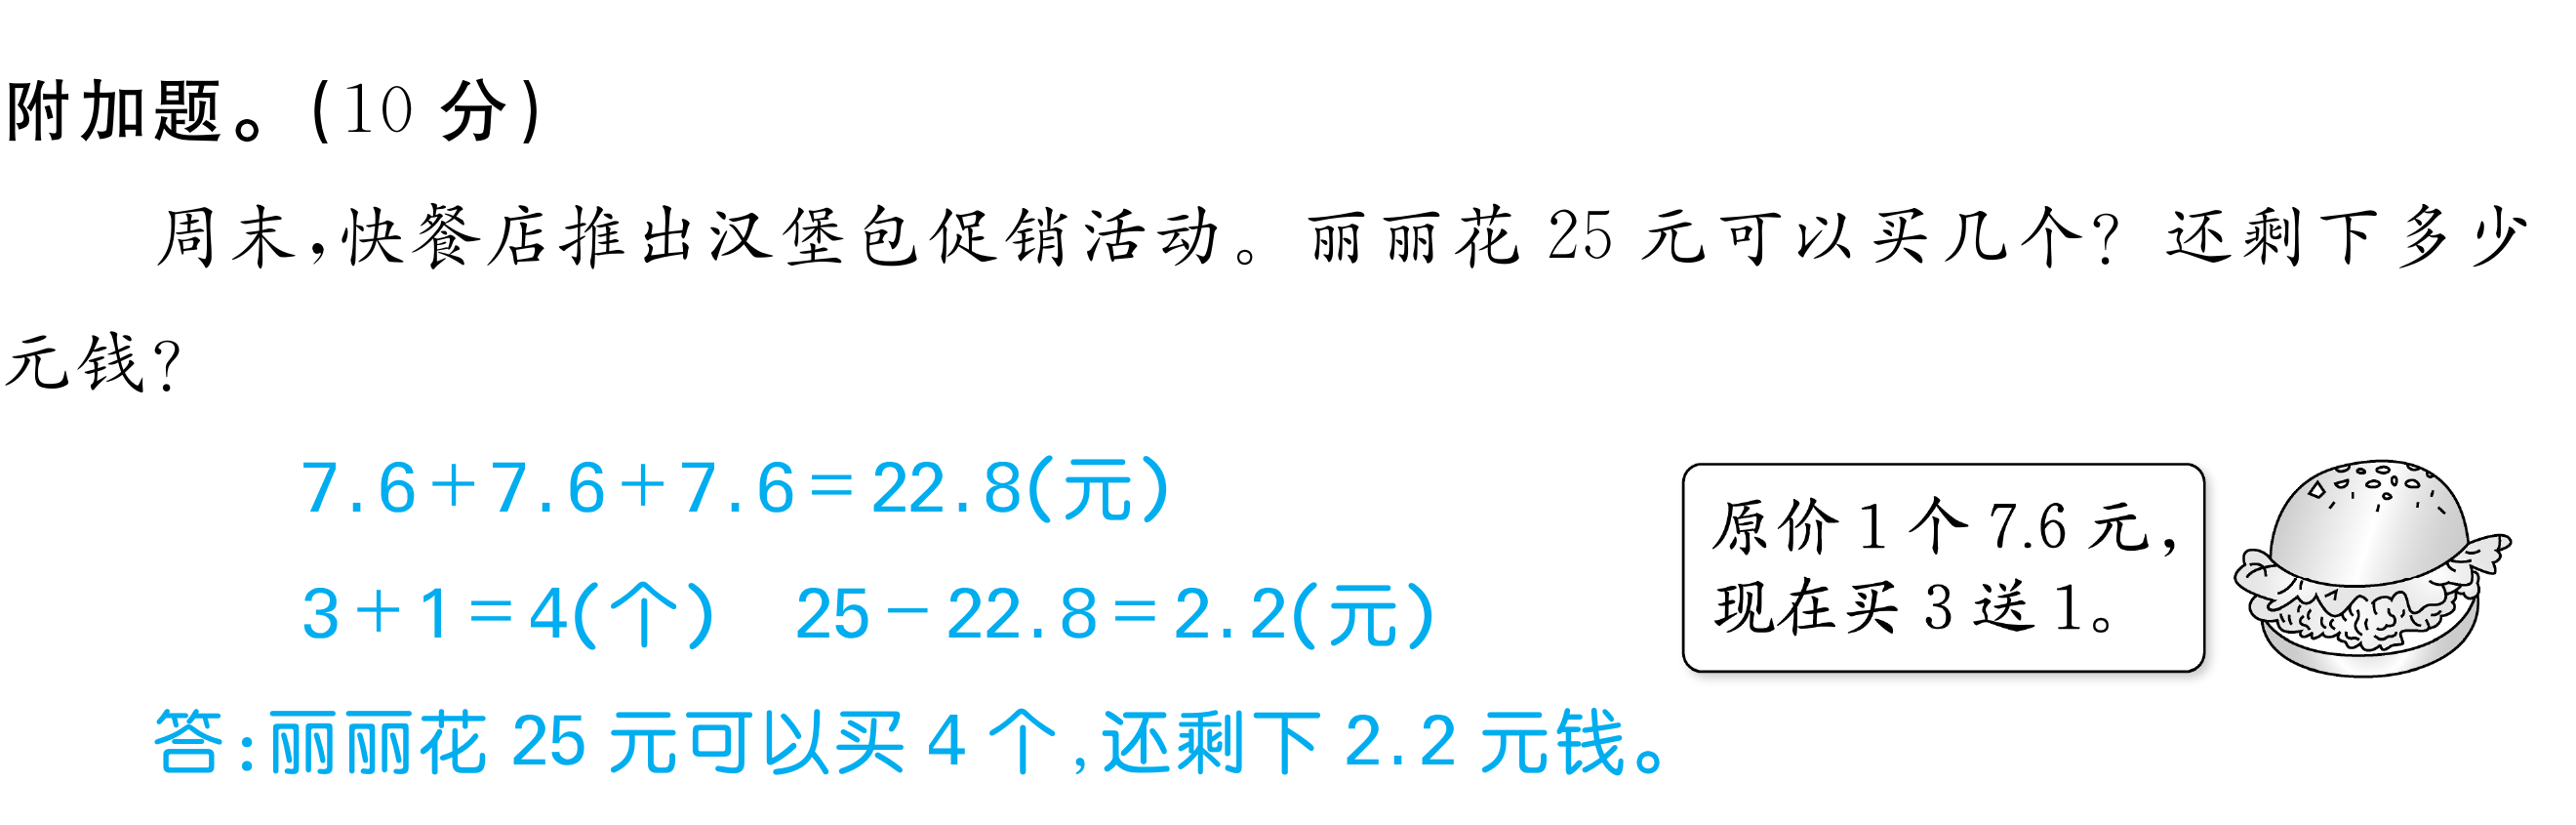 附加题。(10 分)
周末,快餐店推出汉堡包促销活动。丽丽花 25 元可以买几个? 还剩下多少
元钱?
7.6+7.6+7.6=22.8(元)
3+1=4(个) 25-22.8=2.2(元)
答:丽丽花 25 元可以买 4 个,还剩下 2.2 元钱。
原价 1 个 7.6 元,
现在买 3 送 1。